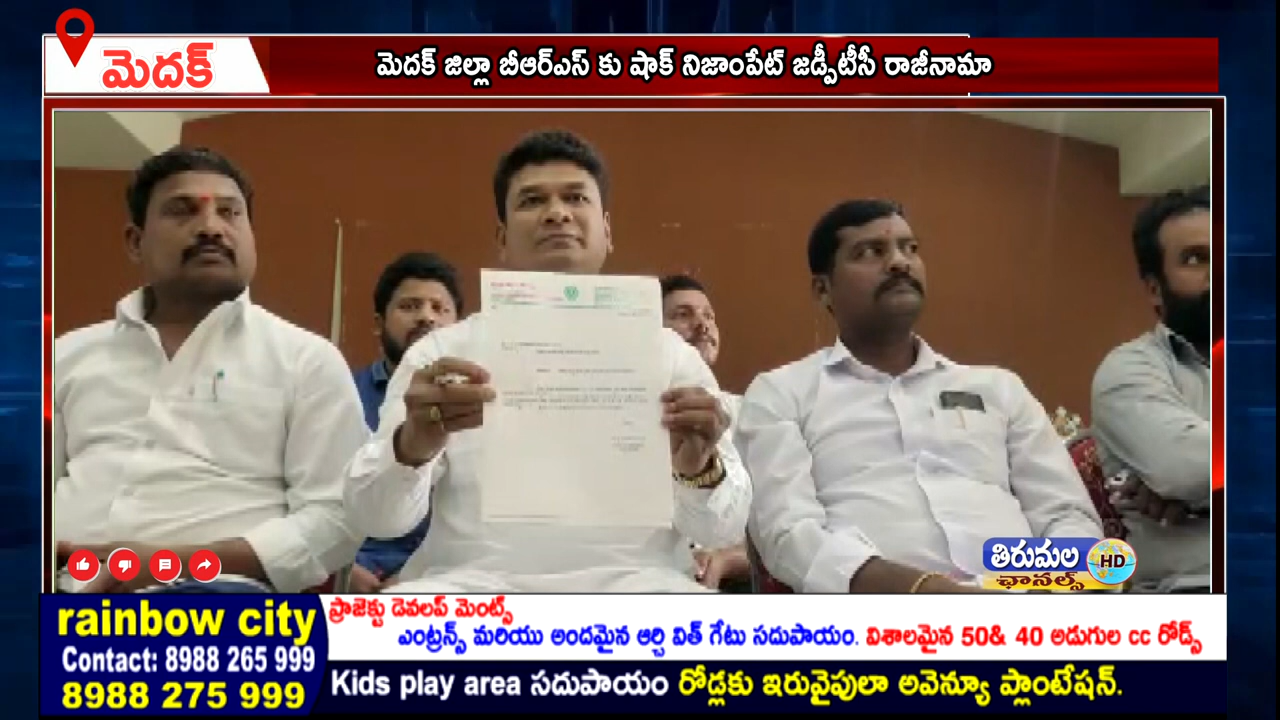 మెదక్
మెదక్ జిల్లా బీఆర్ఎస్ కు షాక్ నిజాంపేట్ జడ్పీటీసీ రాజీనామా
తిరుమల
ఛానల్స్
HD
rainbow city
Contact: 8988 265 999
8988 275 999
ప్రాజెక్టు డెవలప్ మెంట్స్
ఎంట్రన్స్ మరియు అందమైన ఆర్చి విత్ గేటు సదుపాయం. విశాలమైన 50& 40 అడుగుల cc రోడ్స్
Kids play area సదుపాయం రోడ్లకు ఇరువైపులా అవెన్యూ ప్లాంటేషన్.